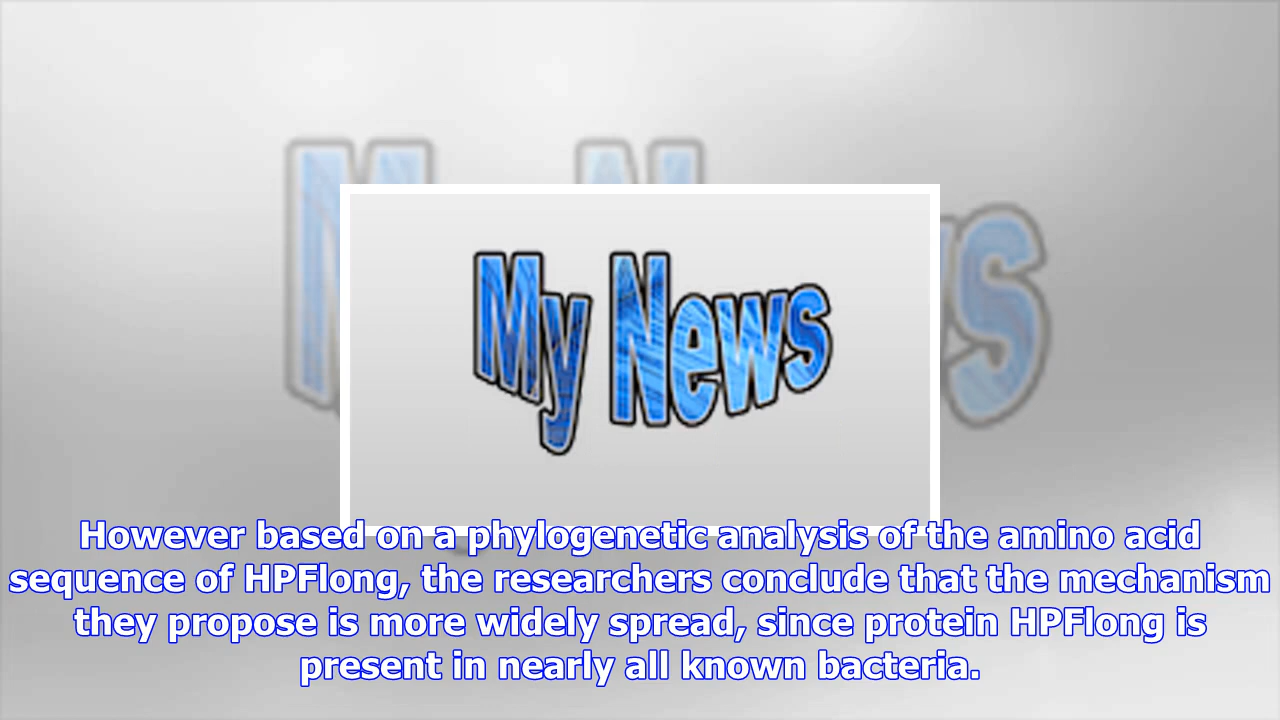 My News
However based on a phylogenetic analysis of the amino acid
sequence of HPFlong, the researchers conclude that the mechanism
they propose is more widely spread, since protein HPFlong is
present in nearly all known bacteria.